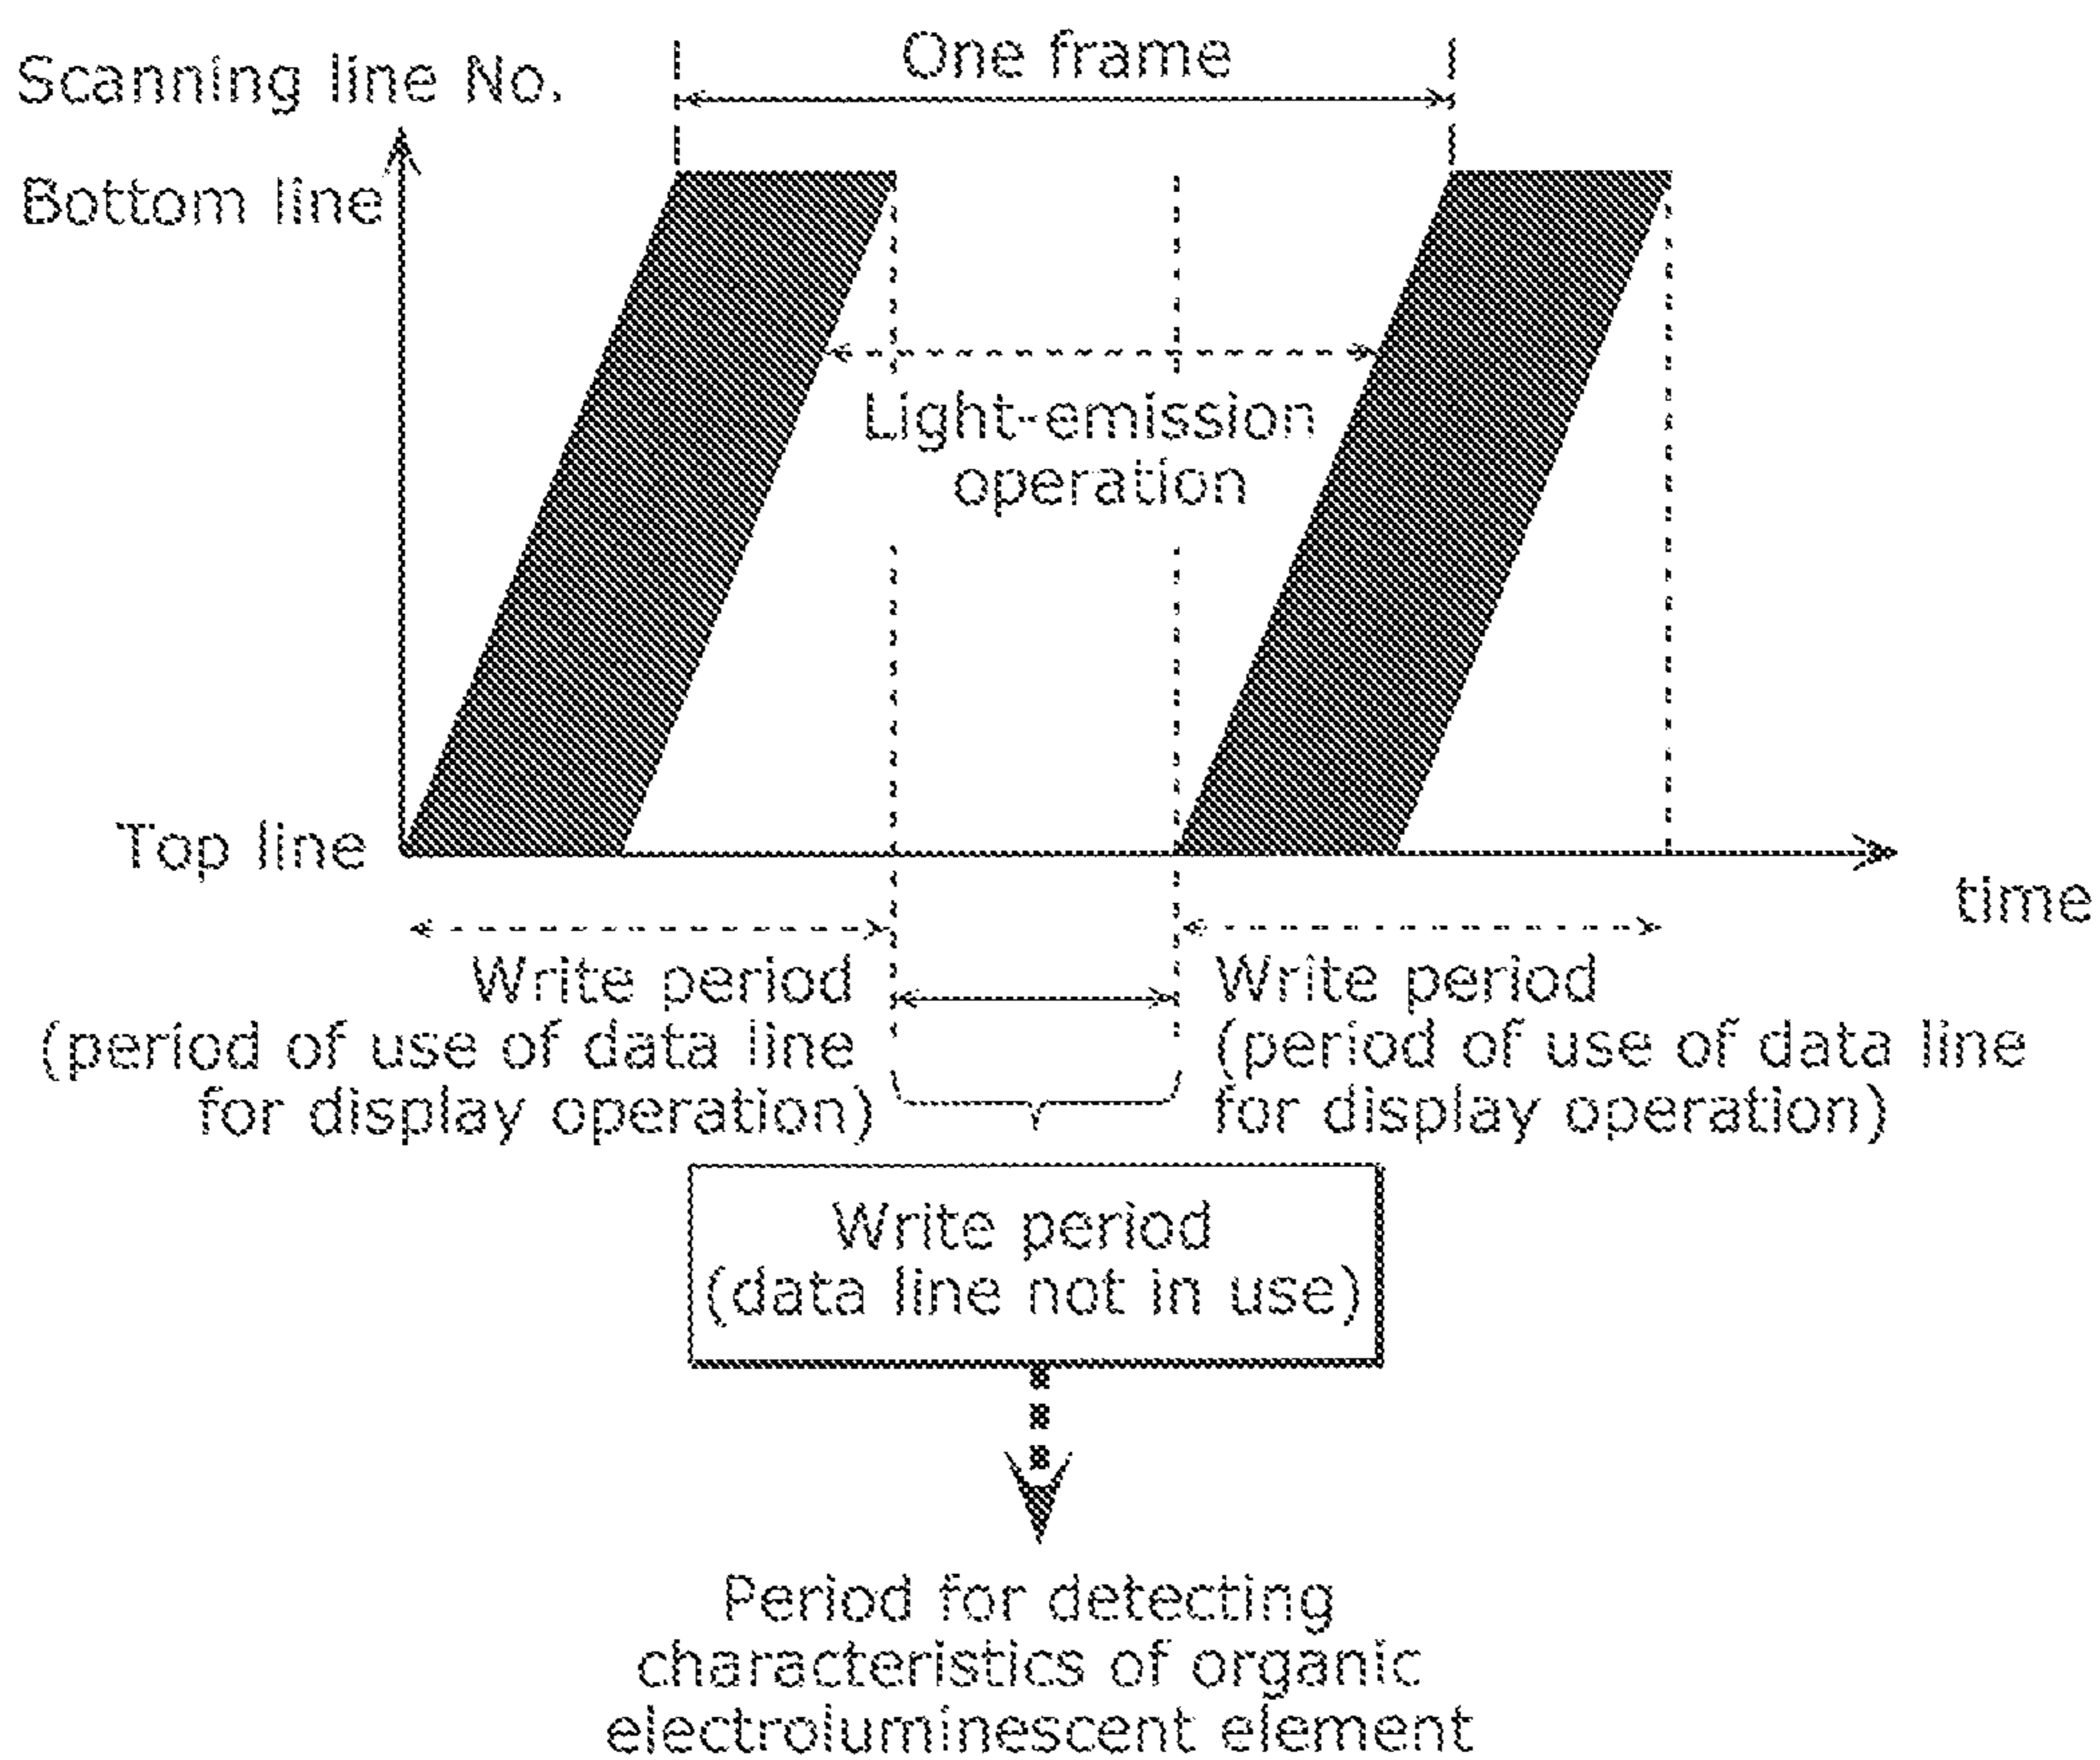 One frame
Scanning line No.
Bottom line
Light-emission
operation
Top line
time
Write period
(period of use of data line
for display operation)
Write period
(period of use of data line
for display operation)
Write period
(data line not in use)
Period for detecting
characteristics of organic
electroluminescent element